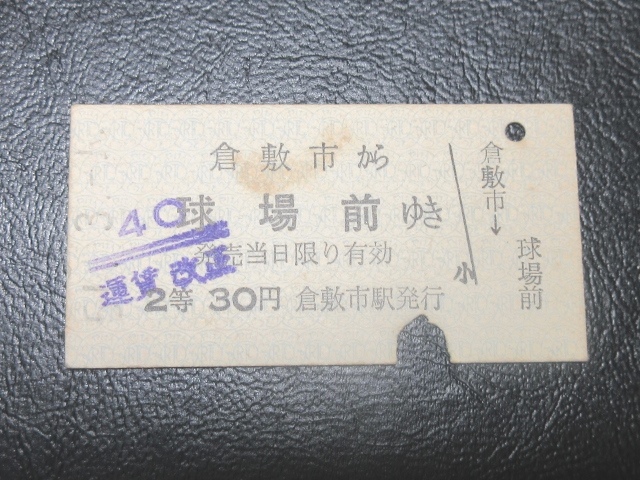 倉敷市から
球場前ゆき
発売当日限り有効
2等 30円 倉敷市駅発行
40
運賃改正
小
倉敷市→
球場前